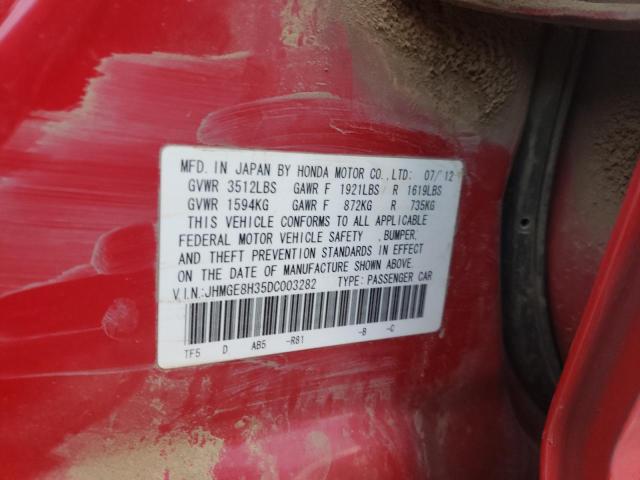 MFD. IN JAPAN BY HONDA MOTOR CO., LTD: 07/12
GVWR 3512LBS GAWR F 1921LBS R 1619LBS
GVWR 1594KG GAWR F 872KG R 735KG
THIS VEHICLE CONFORMS TO ALL APPLICABLE
FEDERAL MOTOR VEHICLE SAFETY , BUMPER,
AND THEFT PREVENTION STANDARDS IN EFFECT
ON THE DATE OF MANUFACTURE SHOWN ABOVE.
V.I.N.:JHMGE8H35DC003282 TYPE: PASSENGER CAR
TF5 D AB5 -R81 -B -C